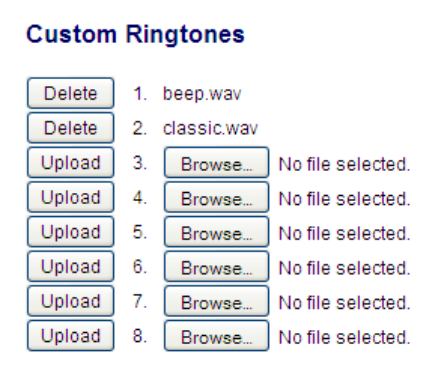 Custom Ringtones
Delete 1. beep.wav
Delete 2. classic.wav
Upload 3. Browse... No file selected.
Upload 4. Browse... No file selected.
Upload 5. Browse... No file selected.
Upload 6. Browse... No file selected.
Upload 7. Browse... No file selected.
Upload 8. Browse... No file selected.